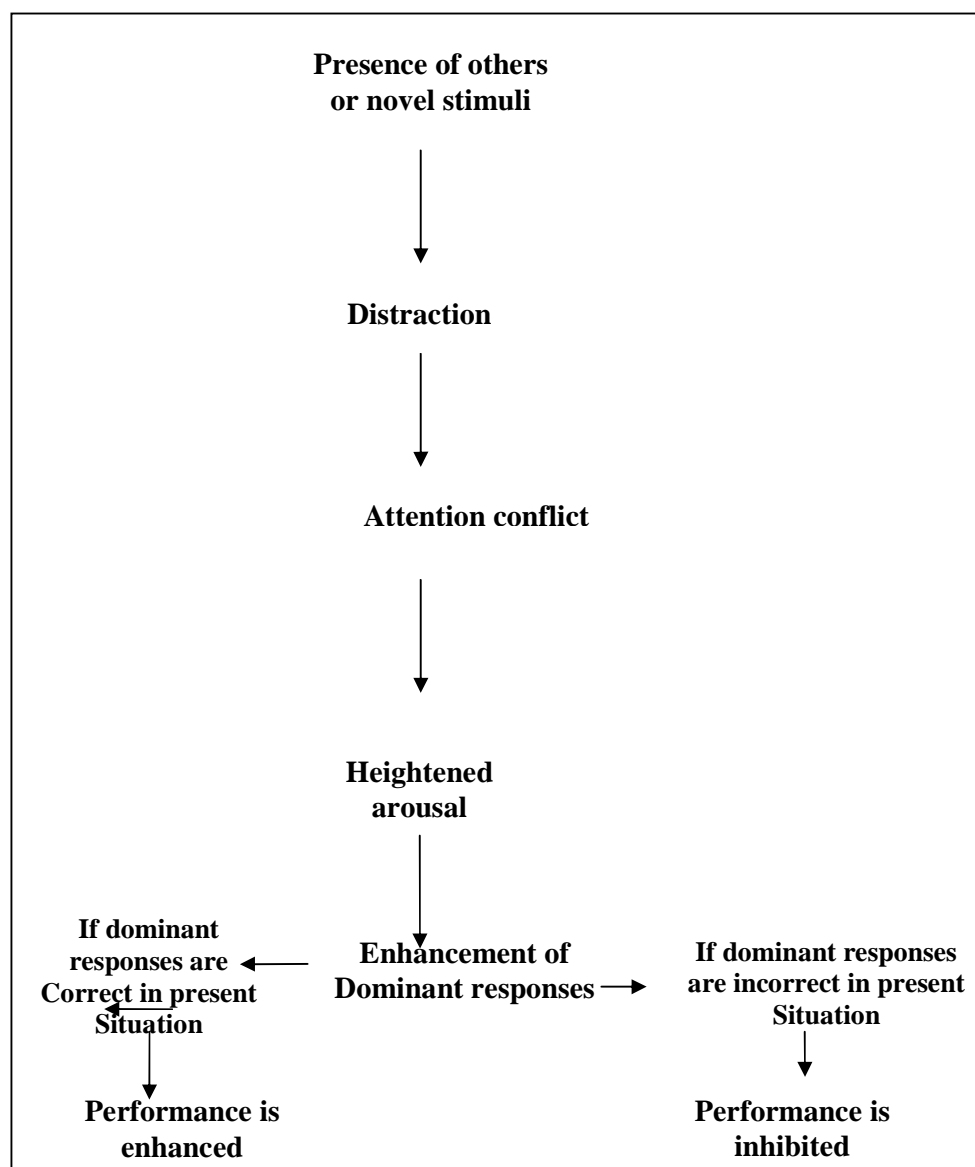 Presence of others
or novel stimuli
Distraction
Attention conflict
Heightened
arousal
Enhancement of
Dominant responses
If dominant
responses are
Correct in present
Situation
If dominant responses
are incorrect in present
Situation
Performance is
enhanced
Performance is
inhibited